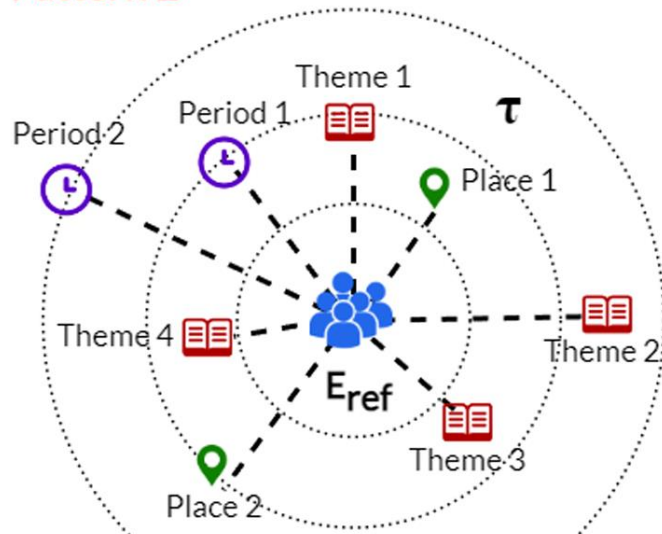 Theme 1
τ
Period 1
Period 2
Place 1
Theme 4
Theme 2
E_ref
Theme 3
Place 2